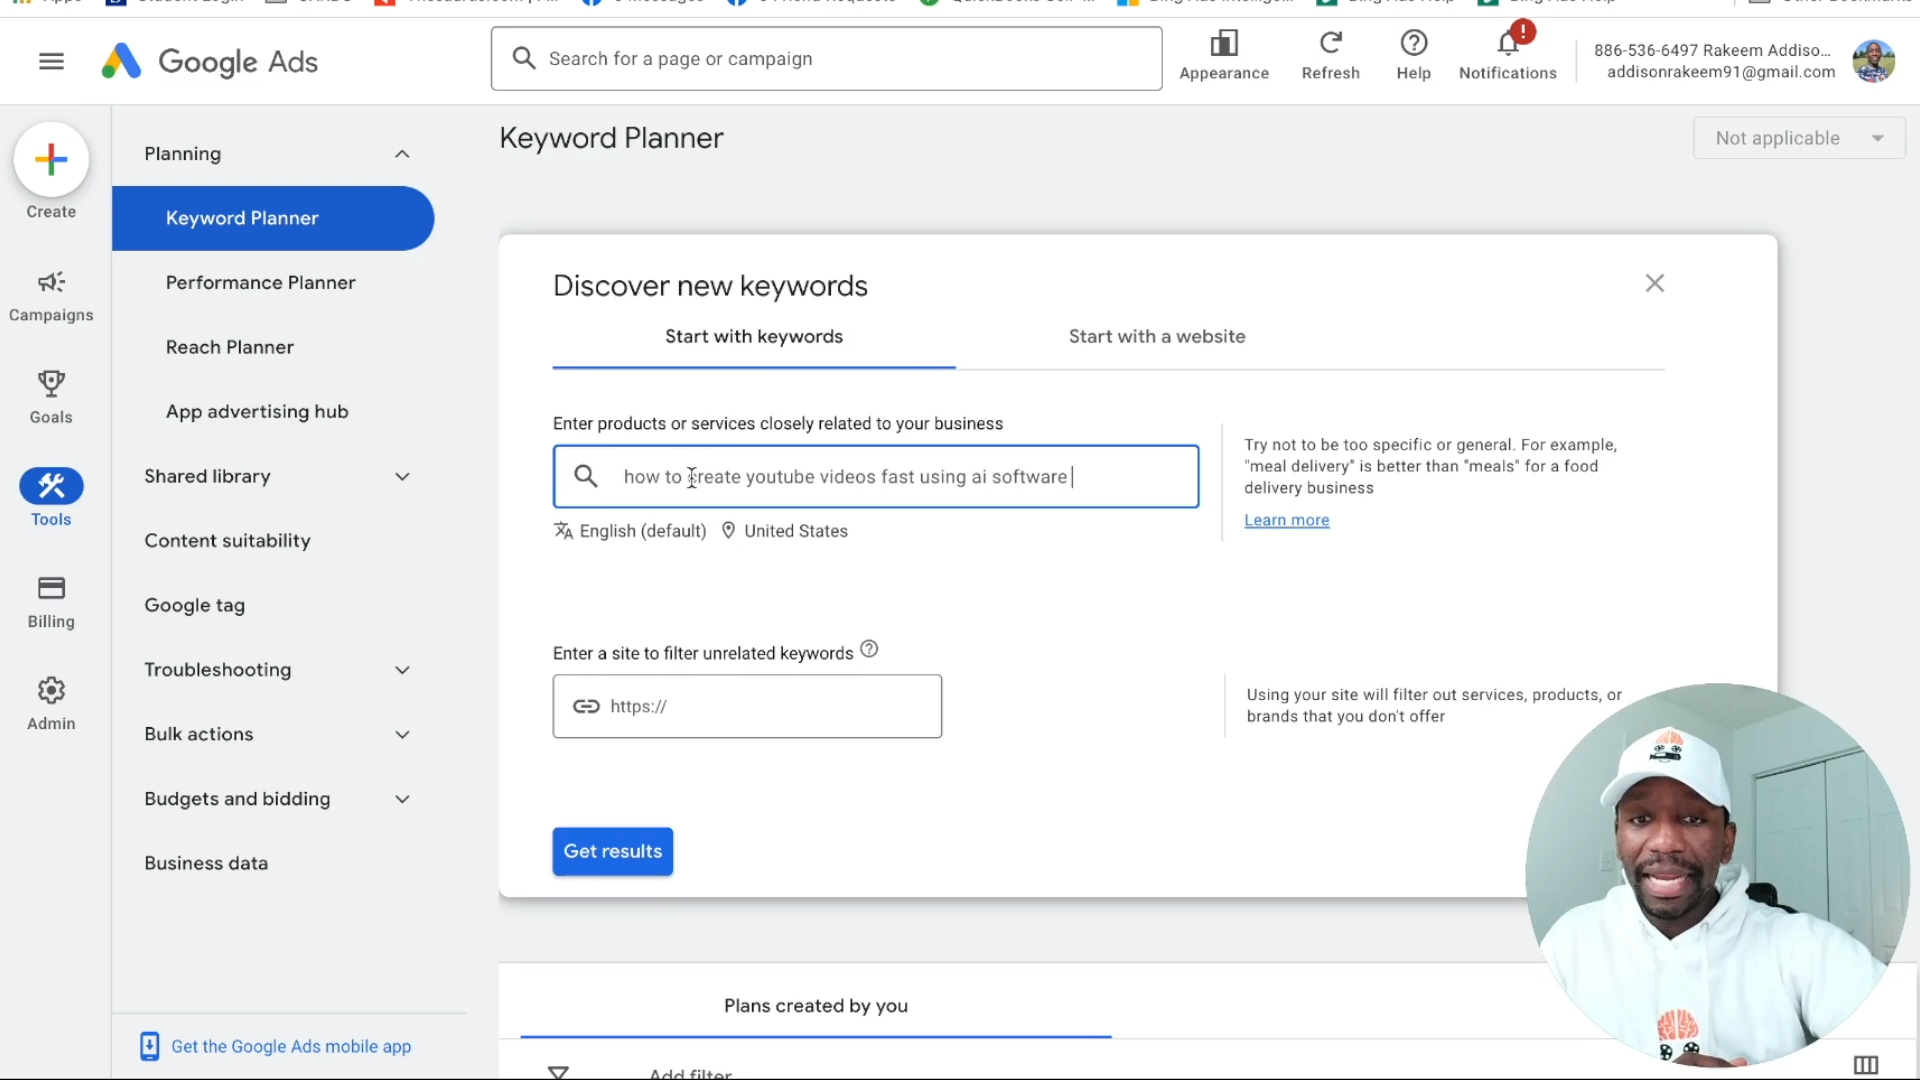 Google Ads
Search for a page or campaign
Appearance
Refresh
Help
Notifications
886-536-6497 Rakeem Addiso...
addisonrakeem91@gmail.com
Create
Campaigns
Goals
Tools
Billing
Admin
Planning
Keyword Planner
Performance Planner
Reach Planner
App advertising hub
Shared library
Content suitability
Google tag
Troubleshooting
Bulk actions
Budgets and bidding
Business data
Get the Google Ads mobile app
Keyword Planner
Not applicable
Discover new keywords
Start with keywords
Start with a website
Enter products or services closely related to your business
how to create youtube videos fast using ai software
English (default)
United States
Try not to be too specific or general. For example,
"meal delivery" is better than "meals" for a food
delivery business
Learn more
Enter a site to filter unrelated keywords
https://
Using your site will filter out services, products, or
brands that you don't offer
Get results
Plans created by you
Add filter